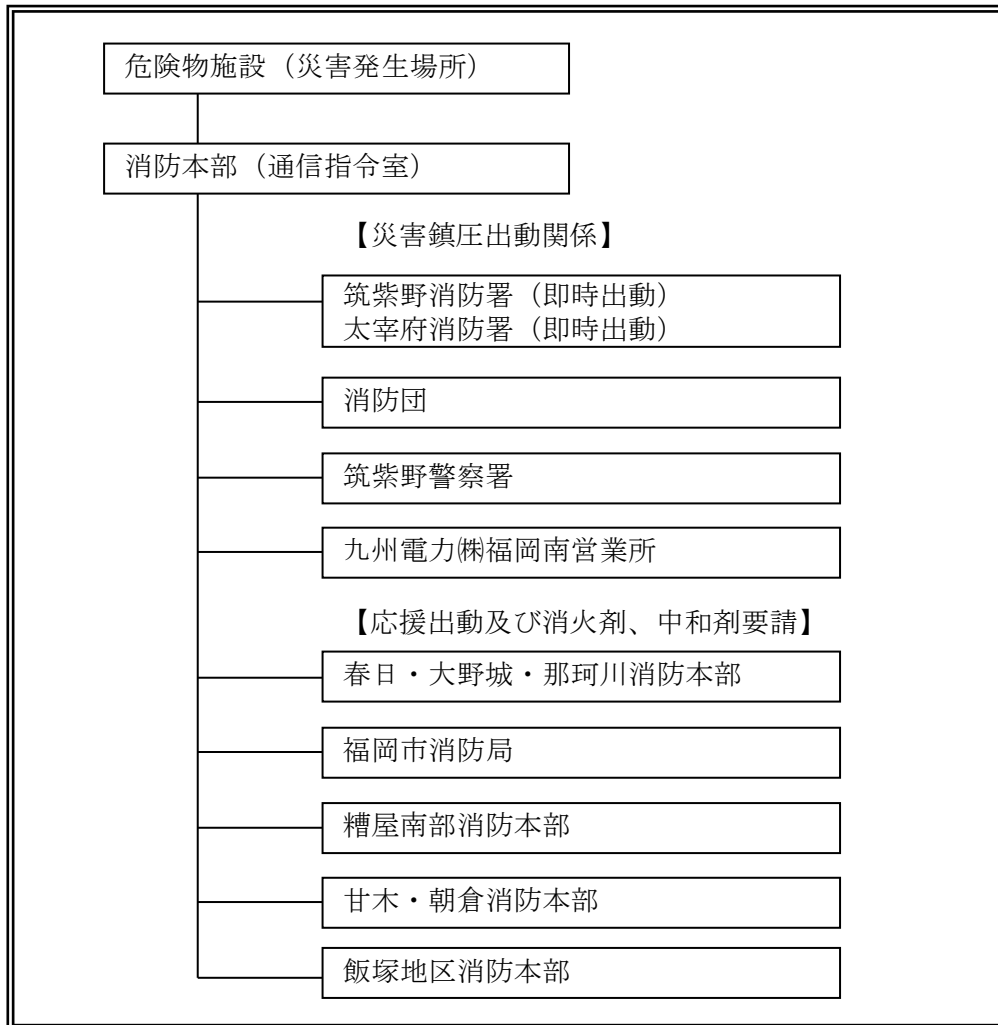 危険物施設（災害発生場所）
消防本部（通信指令室）
【災害鎮圧出動関係】
筑紫野消防署（即時出動）
太宰府消防署（即時出動）
消防団
筑紫野警察署
九州電力㈱福岡南営業所
【応援出動及び消火剤、中和剤要請】
春日・大野城・那珂川消防本部
福岡市消防局
糟屋南部消防本部
甘木・朝倉消防本部
飯塚地区消防本部